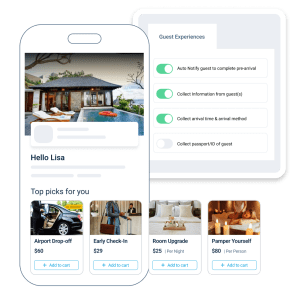 Guest Experiences
Auto Notify guest to complete pre-arrival
Collect Information from guest(s)
Collect arrival time & arrival method
Collect passport/ID of guest
Hello Lisa
Top picks for you
Airport Drop-off
$60
+ Add to cart
Early Check-In
$29
+ Add to cart
Room Upgrade
$25 /Per Night
+ Add to cart
Pamper Yourself
$80 / Per Person
+ Add to cart